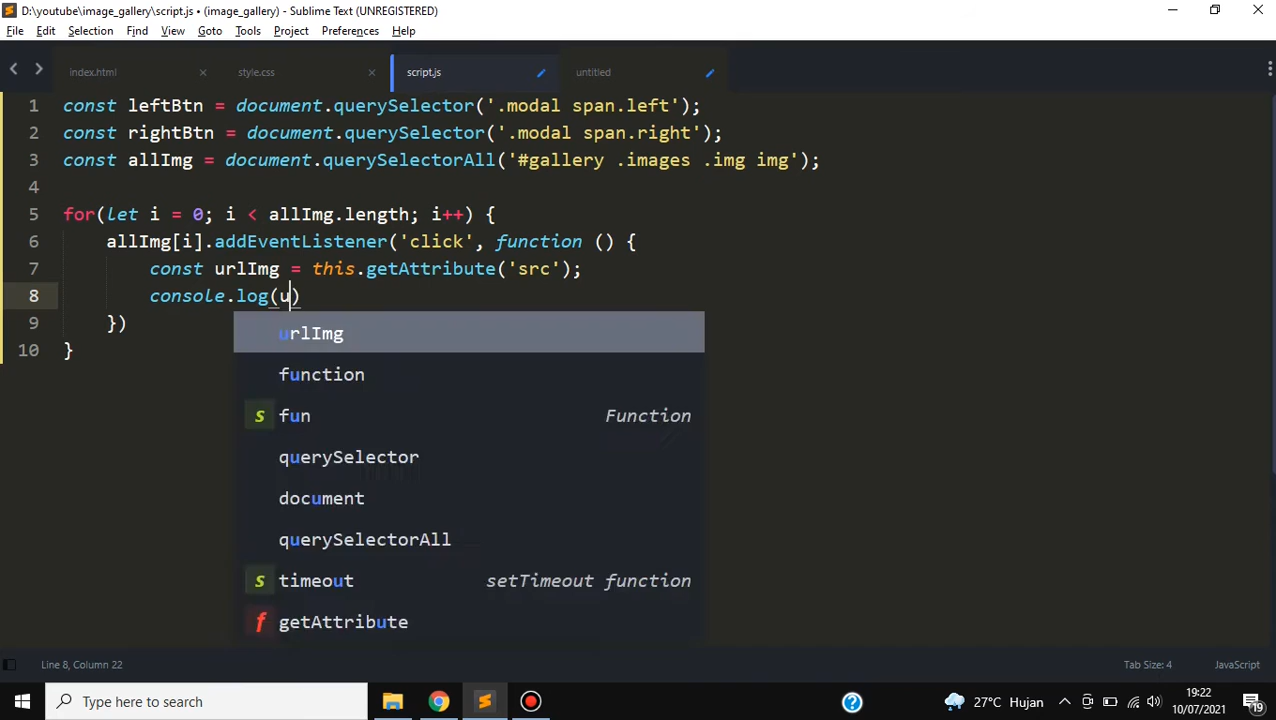 D:\youtube\image_gallery\script.js • (image_gallery) - Sublime Text (UNREGISTERED)
File Edit Selection Find View Goto Tools Project Preferences Help
index.html style.css script.js untitled
1 const leftBtn = document.querySelector('.modal span.left');
2 const rightBtn = document.querySelector('.modal span.right');
3 const allImg = document.querySelectorAll('#gallery .images .img img');
4
5 for(let i = 0; i < allImg.length; i++) {
6 allImg[i].addEventListener('click', function () {
7 const urlImg = this.getAttribute('src');
8 console.log(u)
9 })
10 }
urlImg
function
s fun Function
querySelector
document
querySelectorAll
s timeout setTimeout function
f getAttribute
Line 8, Column 22 Tab Size: 4 JavaScript
Type here to search 27°C Hujan 19:22
10/07/2021 19